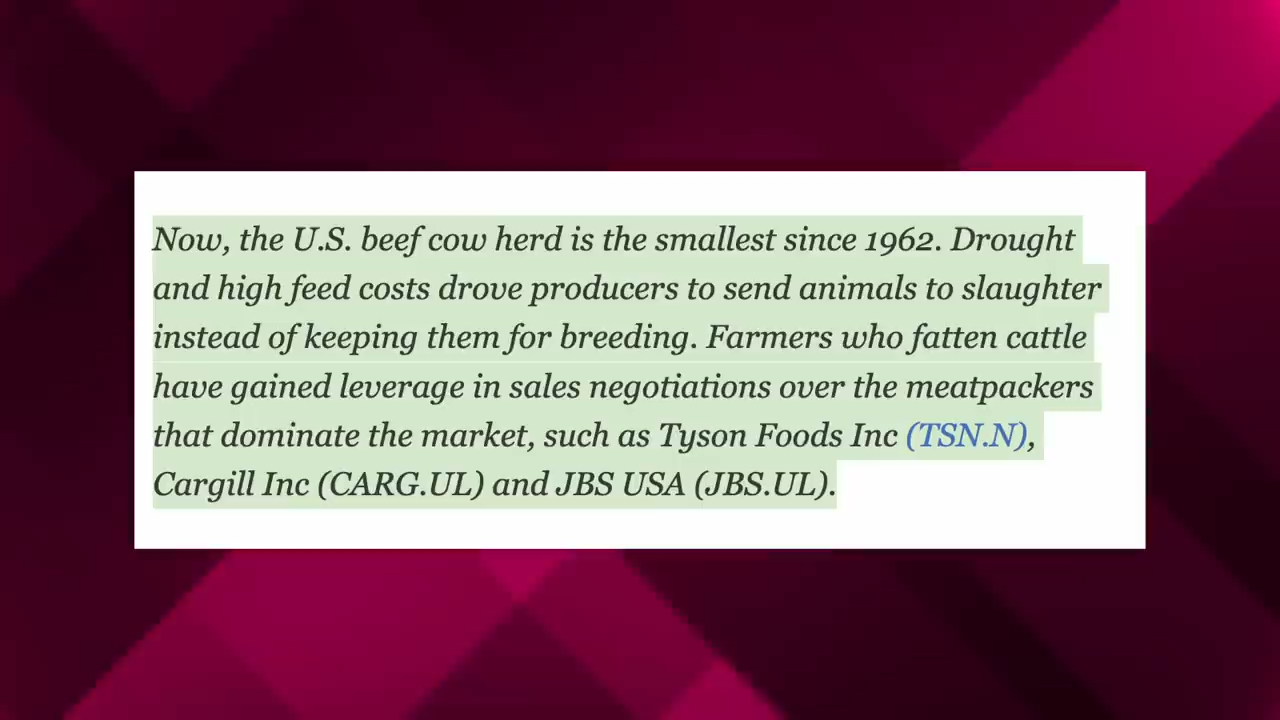 Now, the U.S. beef cow herd is the smallest since 1962. Drought
and high feed costs drove producers to send animals to slaughter
instead of keeping them for breeding. Farmers who fatten cattle
have gained leverage in sales negotiations over the meatpackers
that dominate the market, such as Tyson Foods Inc (TSN.N),
Cargill Inc (CARG.UL) and JBS USA (JBS.UL).